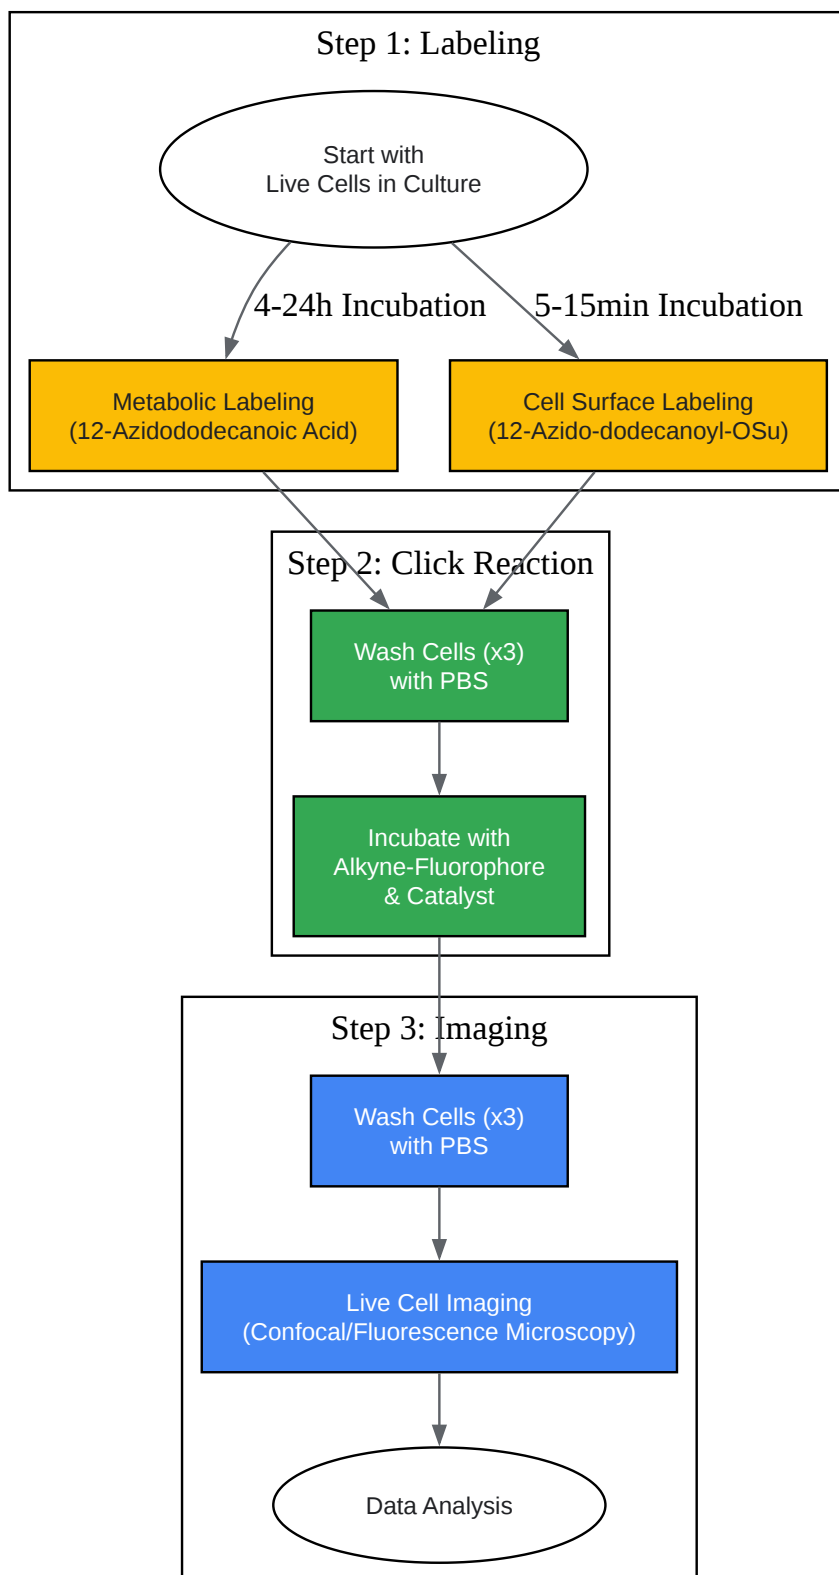 Step 1: Labeling
Start with
Live Cells in Culture
4-24h Incubation
5-15min Incubation
Metabolic Labeling
(12-Azidododecanoic Acid)
Cell Surface Labeling
(12-Azido-dodecanoyl-OSu)
Step 2: Click Reaction
Wash Cells (x3)
with PBS
Incubate with
Alkyne-Fluorophore
& Catalyst
Step 3: Imaging
Wash Cells (x3)
with PBS
Live Cell Imaging
(Confocal/Fluorescence Microscopy)
Data Analysis